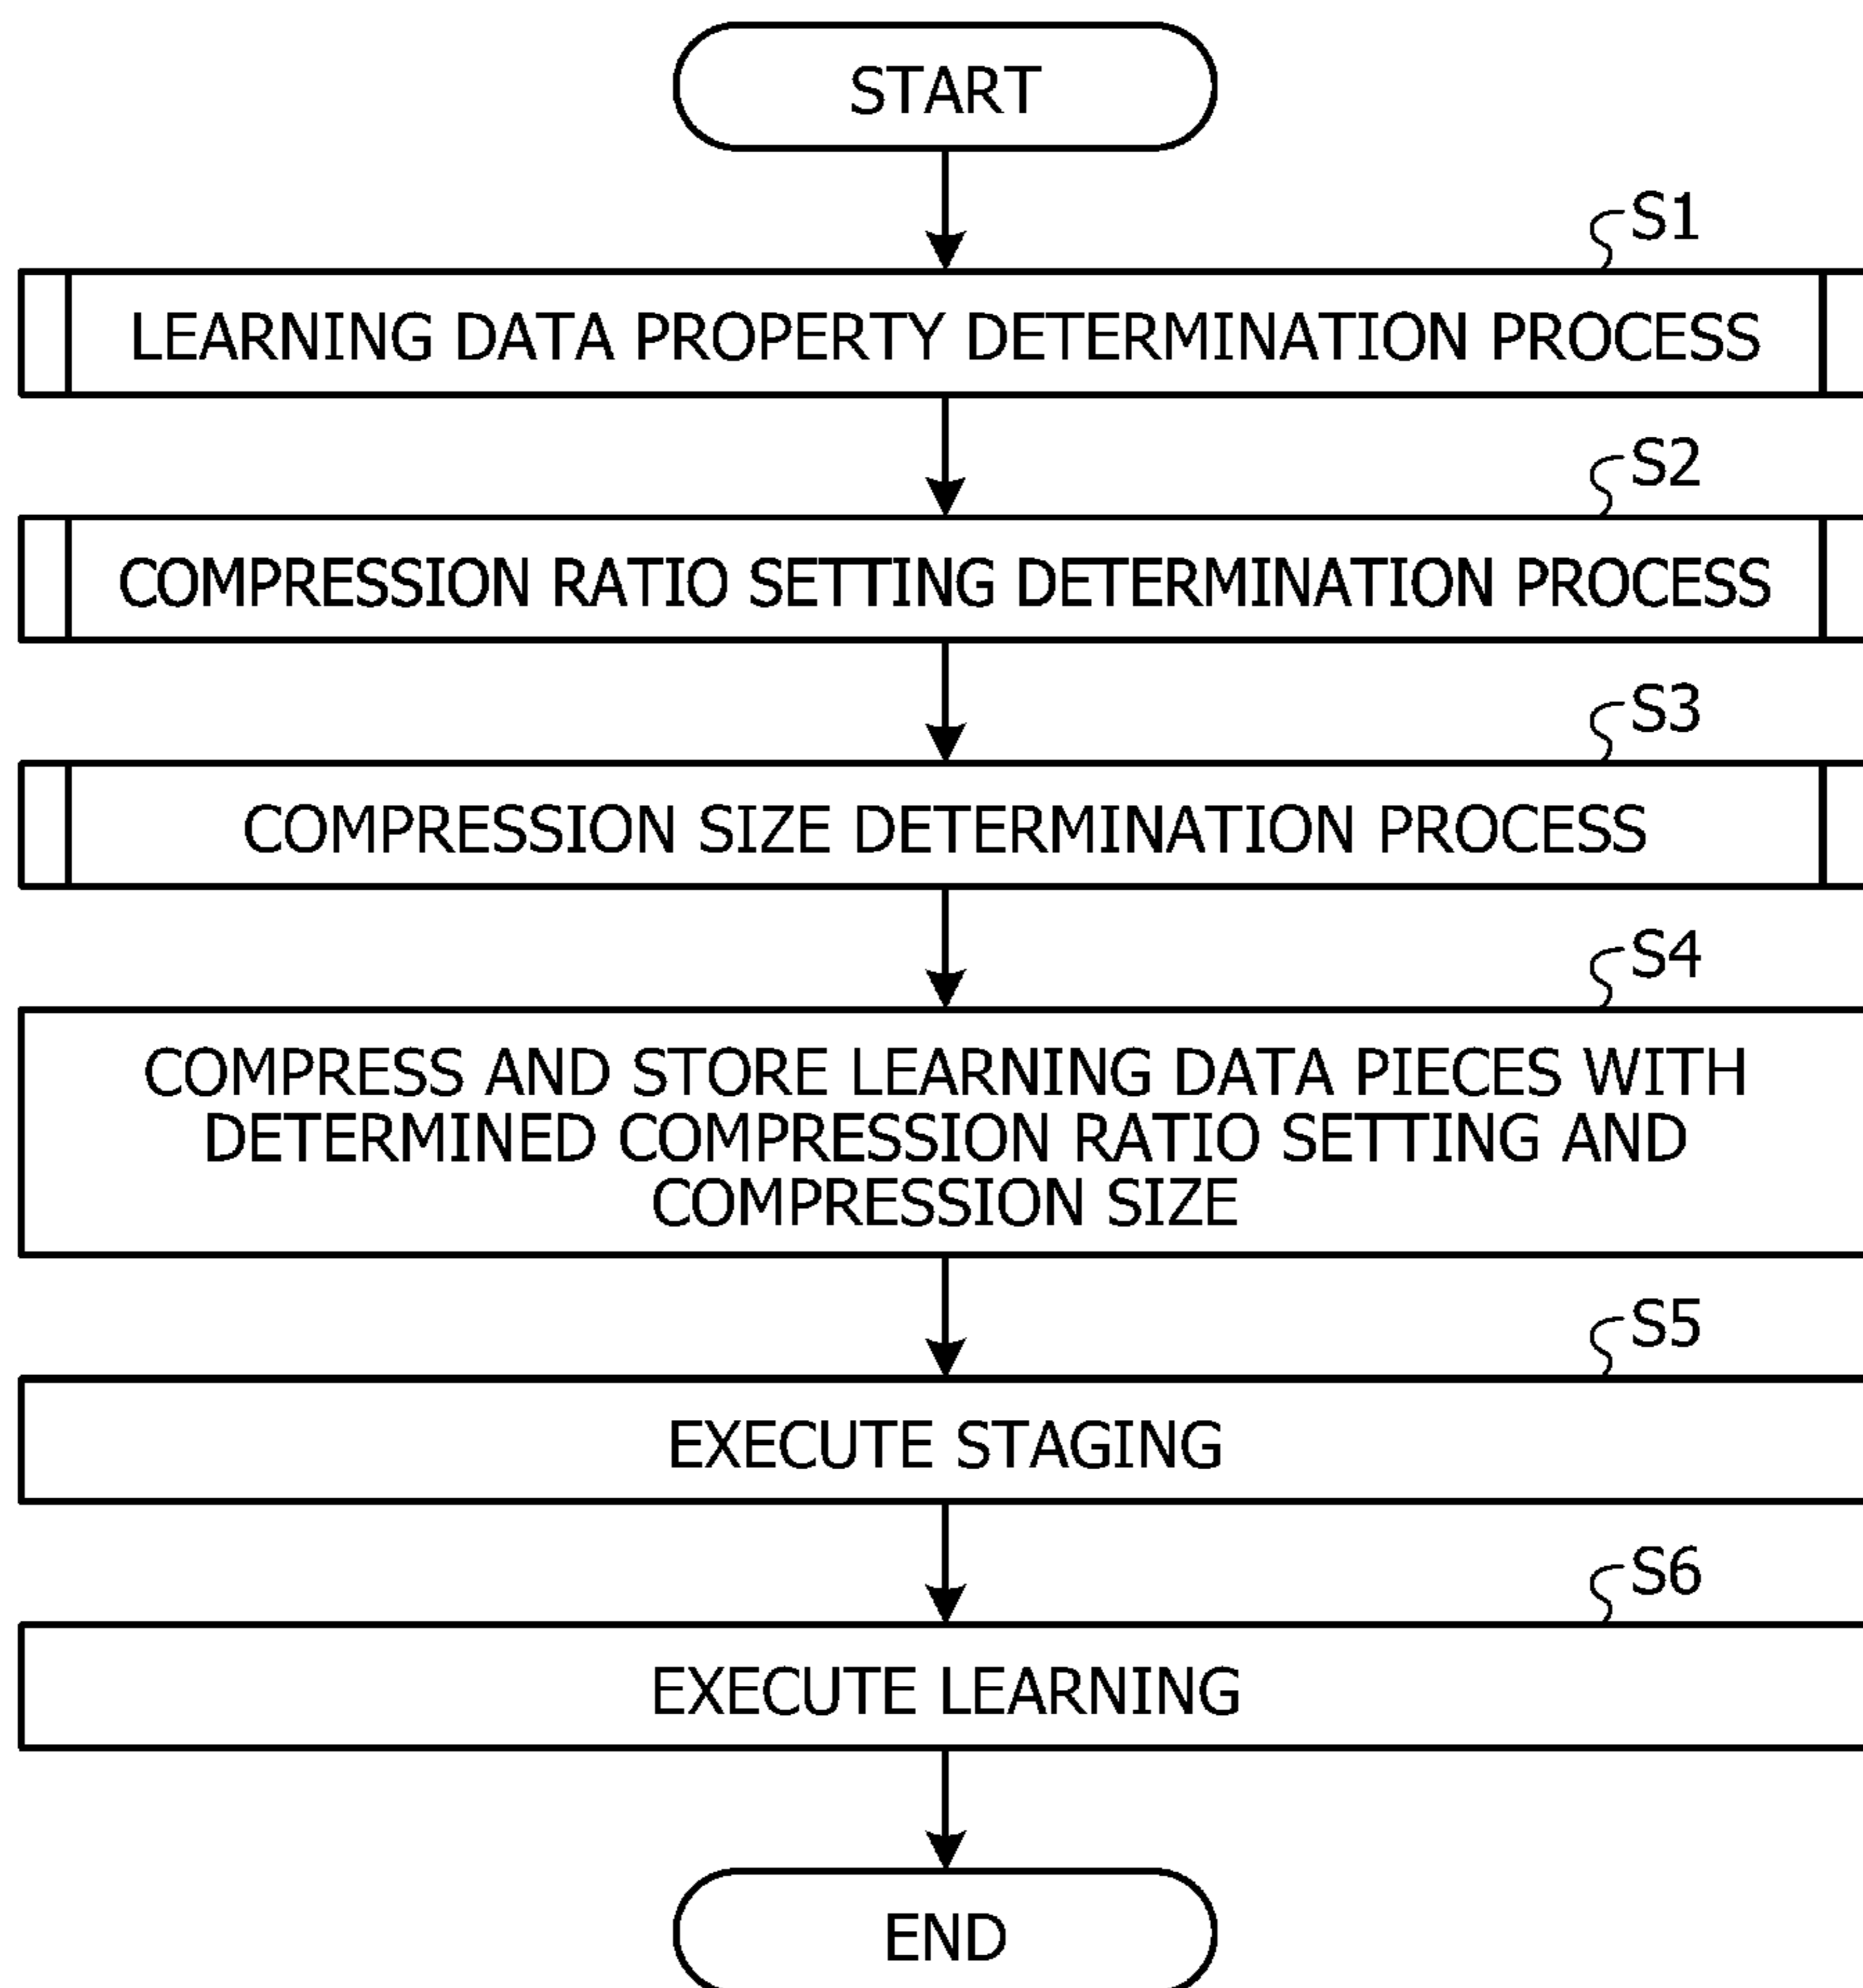 START
S1
LEARNING DATA PROPERTY DETERMINATION PROCESS
S2
COMPRESSION RATIO SETTING DETERMINATION PROCESS
S3
COMPRESSION SIZE DETERMINATION PROCESS
S4
COMPRESS AND STORE LEARNING DATA PIECES WITH
DETERMINED COMPRESSION RATIO SETTING AND
COMPRESSION SIZE
S5
EXECUTE STAGING
S6
EXECUTE LEARNING
END